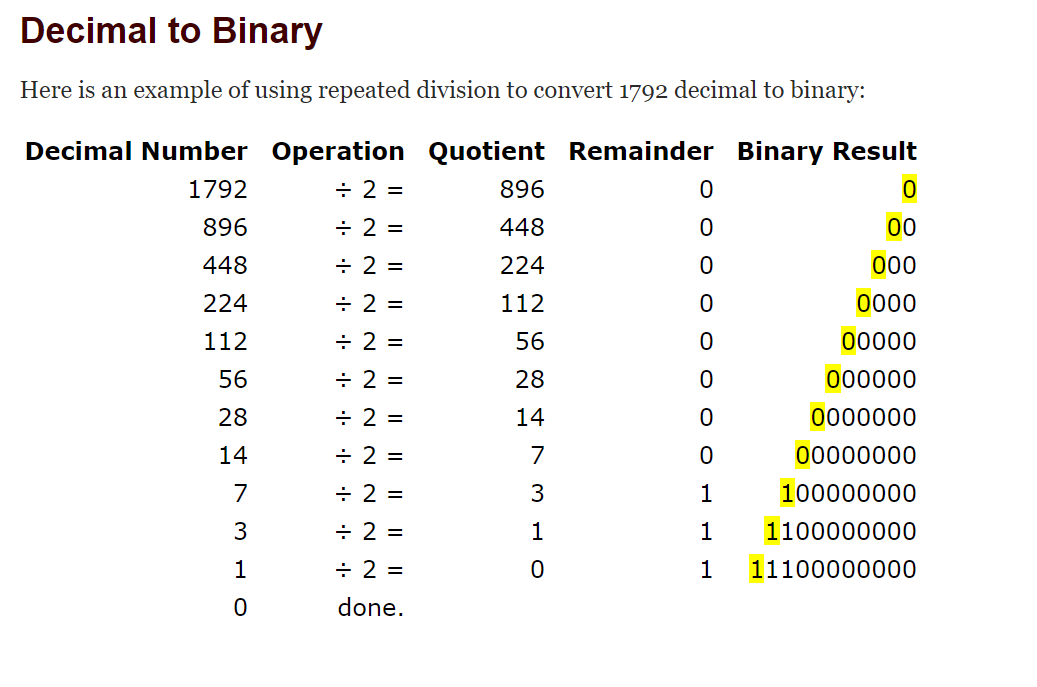 Decimal to Binary
Here is an example of using repeated division to convert 1792 decimal to binary:
Decimal Number Operation Quotient Remainder Binary Result
1792 ÷ 2 = 896 0 0
896 ÷ 2 = 448 0 00
448 ÷ 2 = 224 0 000
224 ÷ 2 = 112 0 0000
112 ÷ 2 = 56 0 00000
56 ÷ 2 = 28 0 000000
28 ÷ 2 = 14 0 0000000
14 ÷ 2 = 7 0 00000000
7 ÷ 2 = 3 1 100000000
3 ÷ 2 = 1 1 1100000000
1 ÷ 2 = 0 1 11100000000
0 done.